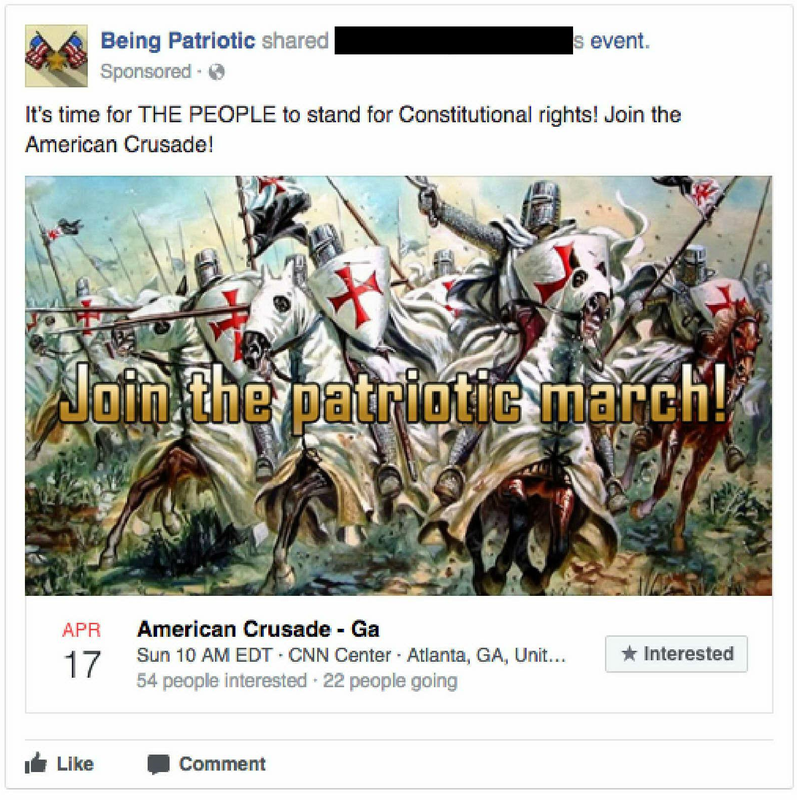 Being Patriotic shared s event.
Sponsored ·
It's time for THE PEOPLE to stand for Constitutional rights! Join the
American Crusade!
Join the patriotic march!
APR
17
American Crusade - Ga
Sun 10 AM EDT · CNN Center · Atlanta, GA, Unit...
54 people interested · 22 people going
★ Interested
Like Comment